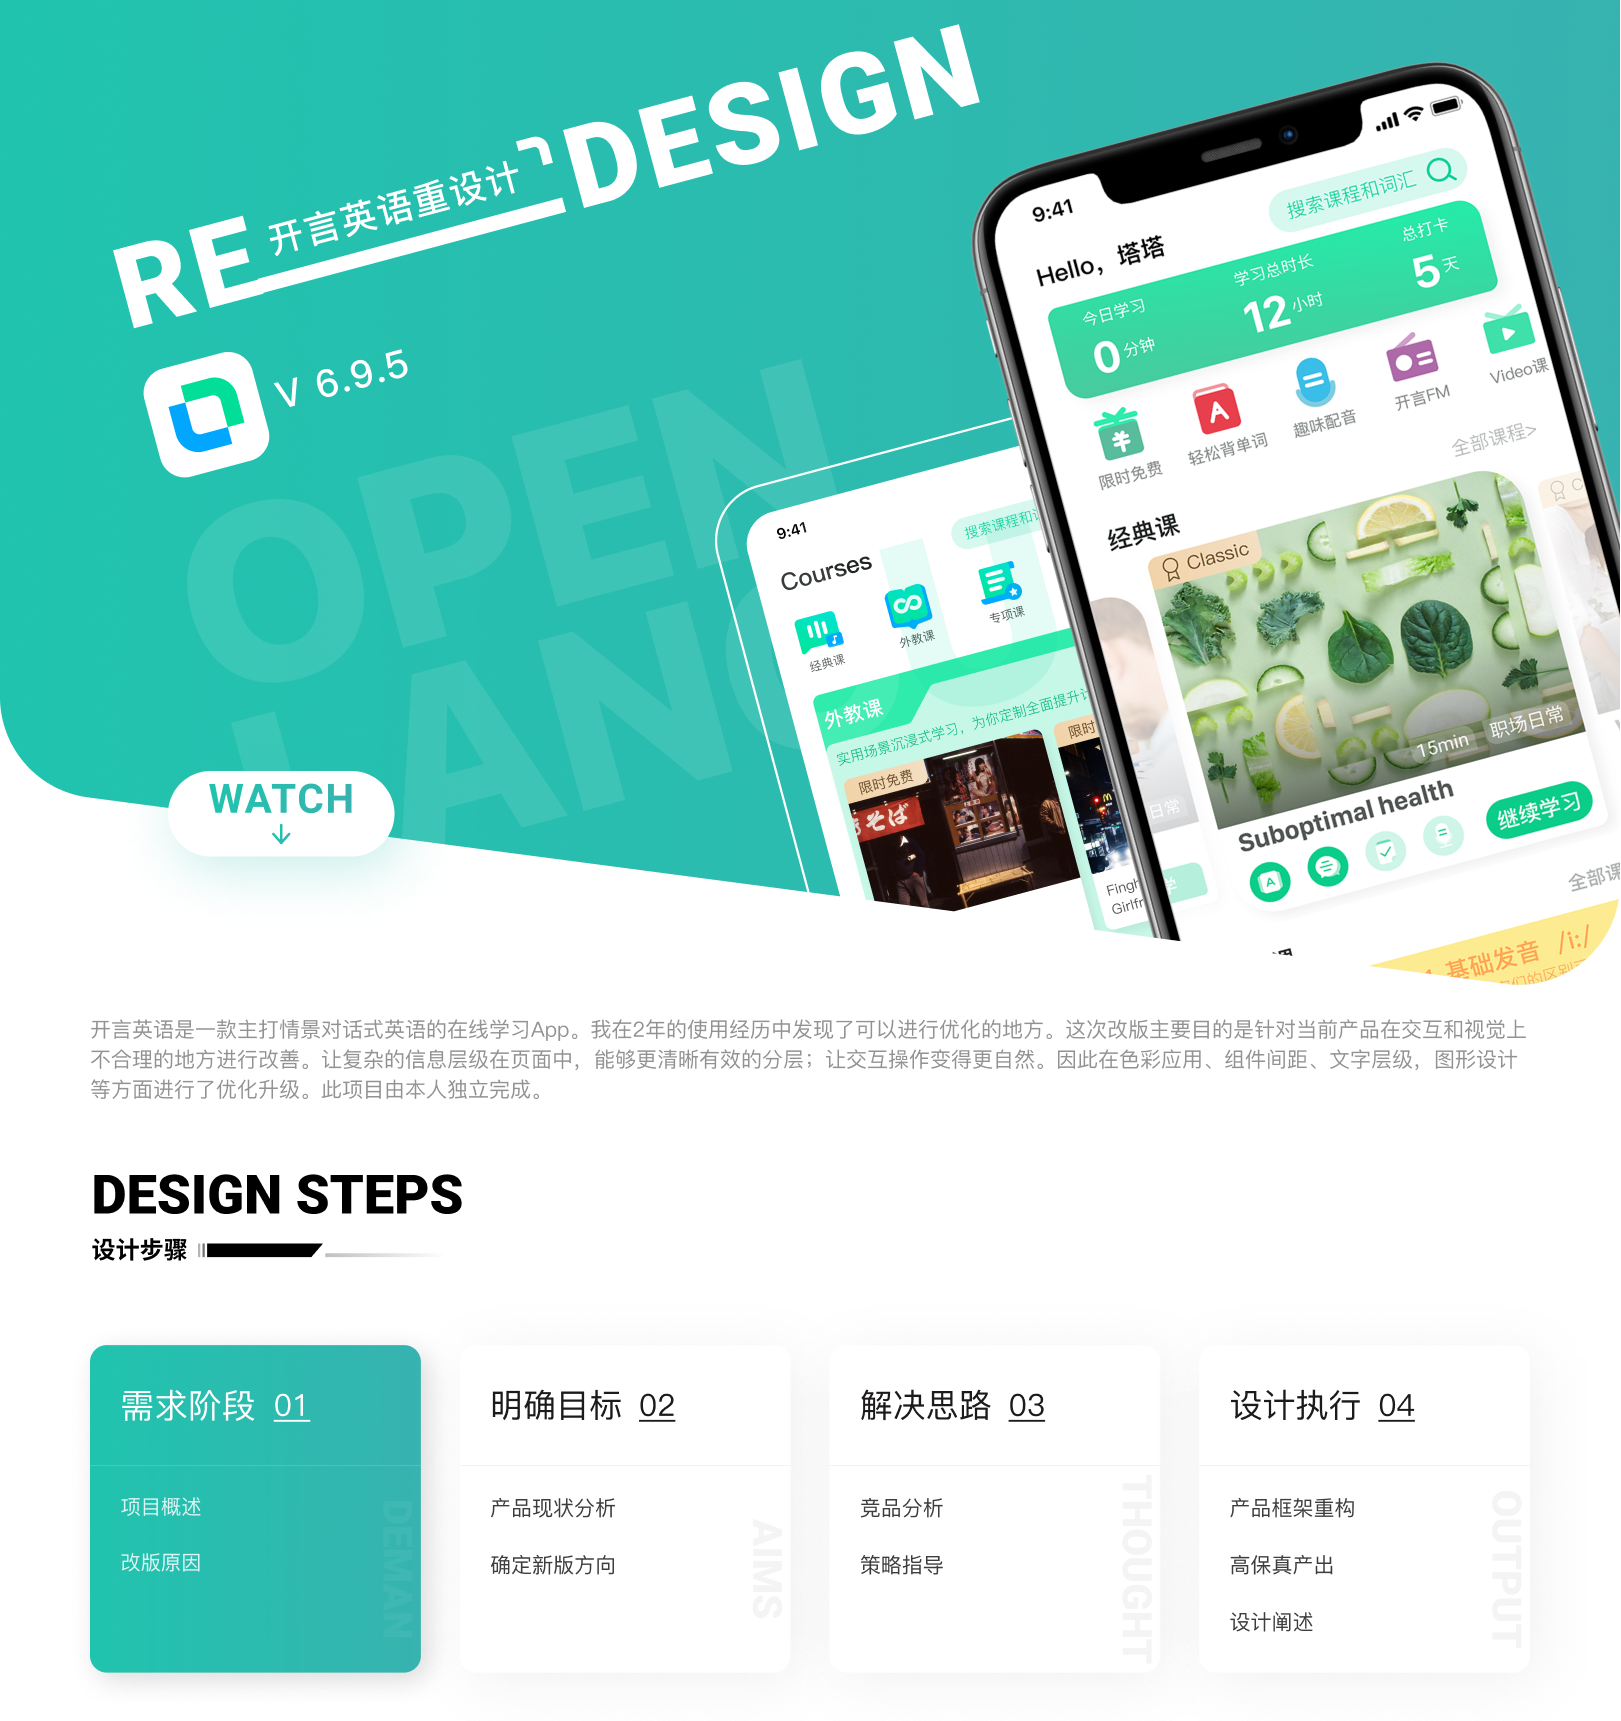 RE 开言英语重设计 DESIGN
V 6.9.5
OPEN
LANGU
WATCH
9:41
Courses
搜索课程和
经典课
外教课
专项课
外教课
实用场景沉浸式学习，为你定制全面提升
限时免费
限时
そば
Girlfr
9:41
Hello，塔塔
搜索课程和词汇
今日学习
学习总时长
总打卡
0分钟
12小时
5天
限时免费
轻松背单词
趣味配音
开言FM
Video课
经典课
全部课程>
Classic
15min
职场日常
日常
Suboptimal health
继续学习
全部课
基础发音 /i:/
开言英语是一款主打情景对话式英语的在线学习App。我在2年的使用经历中发现了可以进行优化的地方。这次改版主要目的是针对当前产品在交互和视觉上
不合理的地方进行改善。让复杂的信息层级在页面中，能够更清晰有效的分层；让交互操作变得更自然。因此在色彩应用、组件间距、文字层级，图形设计
等方面进行了优化升级。此项目由本人独立完成。
DESIGN STEPS
设计步骤
需求阶段 01
项目概述
改版原因
DEMAN
明确目标 02
产品现状分析
确定新版方向
AIMS
解决思路 03
竞品分析
策略指导
THOUGHT
设计执行 04
产品框架重构
高保真产出
设计阐述
OUTPUT